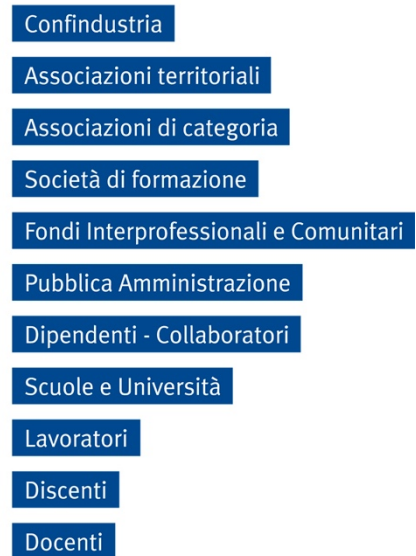 Confindustria
Associazioni territoriali
Associazioni di categoria
Società di formazione
Fondi Interprofessionali e Comunitari
Pubblica Amministrazione
Dipendenti - Collaboratori
Scuole e Università
Lavoratori
Discenti
Docenti